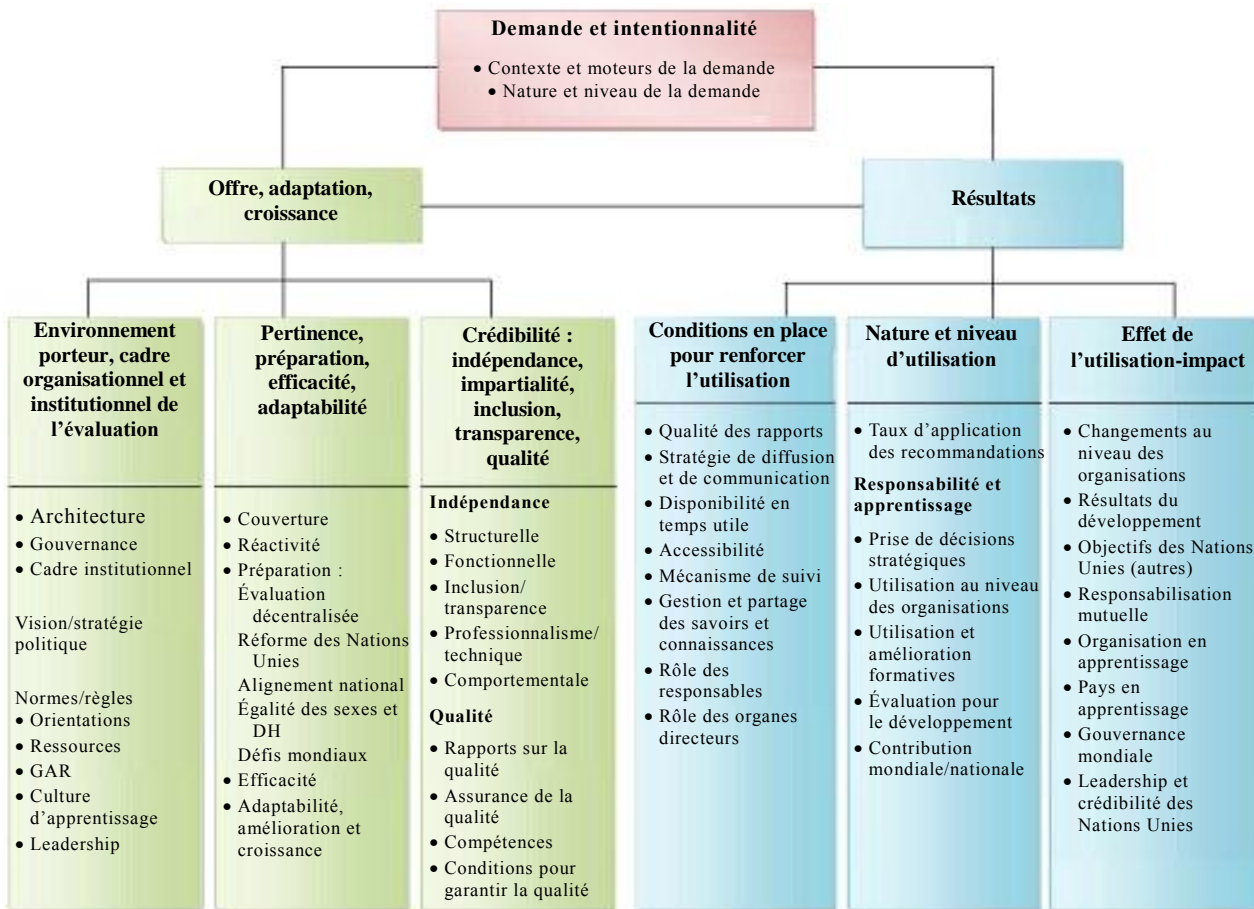 Demande et intentionnalité
• Contexte et moteurs de la demande
• Nature et niveau de la demande
Offre, adaptation,
croissance
Résultats
Environnement
porteur, cadre
organisationnel et
institutionnel de
l'évaluation
• Architecture
• Gouvernance
• Cadre institutionnel
Vision/stratégie
politique
Normes/règles
• Orientations
• Ressources
• GAR
• Culture
d'apprentissage
• Leadership
Pertinence,
préparation,
efficacité,
adaptabilité
• Couverture
• Réactivité
• Préparation :
Évaluation
décentralisée
Réforme des Nations
Unies
Alignement national
Égalité des sexes et
DH
Défis mondiaux
• Efficacité
• Adaptabilité,
amélioration et
croissance
Crédibilité :
indépendance,
impartialité,
inclusion,
transparence,
qualité
Indépendance
• Structurelle
• Fonctionnelle
• Inclusion/
transparence
• Professionnalisme/
technique
• Comportementale
Qualité
• Rapports sur la
qualité
• Assurance de la
qualité
• Compétences
• Conditions pour
garantir la qualité
Conditions en place
pour renforcer
l'utilisation
• Qualité des rapports
• Stratégie de diffusion
et de communication
• Disponibilité en
temps utile
• Accessibilité
• Mécanisme de suivi
• Gestion et partage
des savoirs et
connaissances
• Rôle des
responsables
• Rôle des organes
directeurs
Nature et niveau
d'utilisation
• Taux d'application
des recommandations
Responsabilité et
apprentissage
• Prise de décisions
stratégiques
• Utilisation au niveau
des organisations
• Utilisation et
amélioration
formatives
• Évaluation pour
le développement
• Contribution
mondiale/nationale
Effet de
l'utilisation-impact
• Changements au
niveau des
organisations
• Résultats du
développement
• Objectifs des Nations
Unies (autres)
• Responsabilisation
mutuelle
• Organisation en
apprentissage
• Pays en
apprentissage
• Gouvernance
mondiale
• Leadership et
crédibilité des
Nations Unies